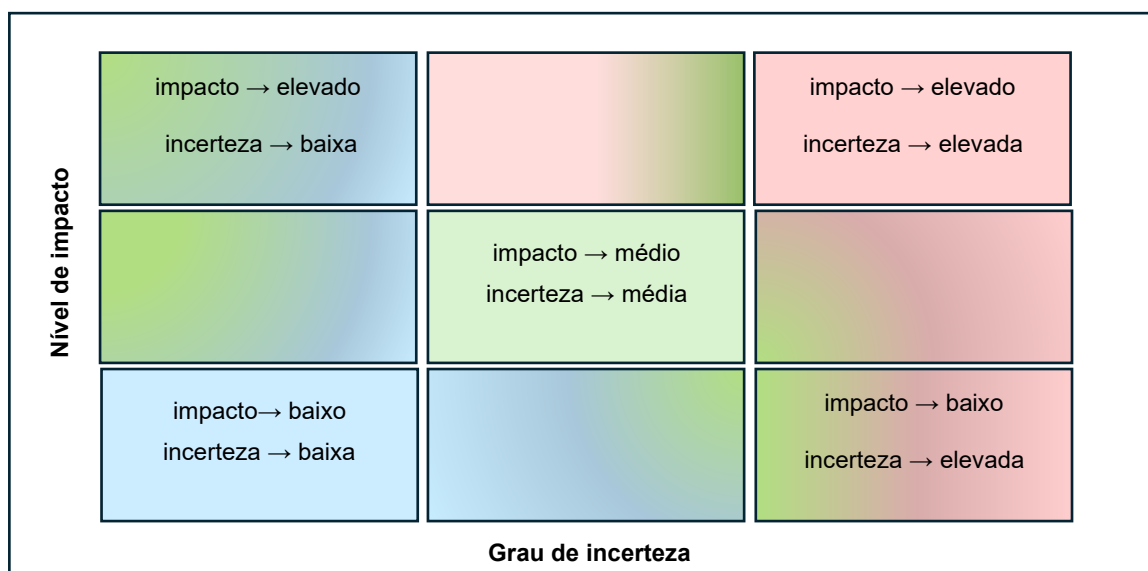 Nível de impacto
impacto → elevado
incerteza → baixa
impacto → elevado
incerteza → elevada
impacto → médio
incerteza → média
impacto→ baixo
incerteza → baixa
impacto → baixo
incerteza → elevada
Grau de incerteza